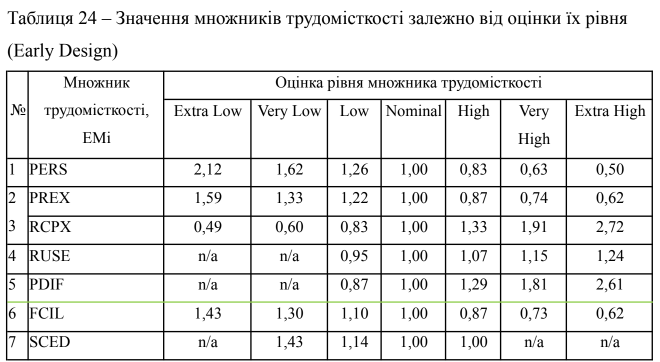 Таблиця 24 – Значення множників трудомісткості залежно від оцінки їх рівня
(Early Design)
№ Множник трудомісткості, EMi Оцінка рівня множника трудомісткості
Extra Low Very Low Low Nominal High Very High Extra High
1 PERS 2,12 1,62 1,26 1,00 0,83 0,63 0,50
2 PREX 1,59 1,33 1,22 1,00 0,87 0,74 0,62
3 RCPX 0,49 0,60 0,83 1,00 1,33 1,91 2,72
4 RUSE n/a n/a 0,95 1,00 1,07 1,15 1,24
5 PDIF n/a n/a 0,87 1,00 1,29 1,81 2,61
6 FCIL 1,43 1,30 1,10 1,00 0,87 0,73 0,62
7 SCED n/a 1,43 1,14 1,00 1,00 n/a n/a